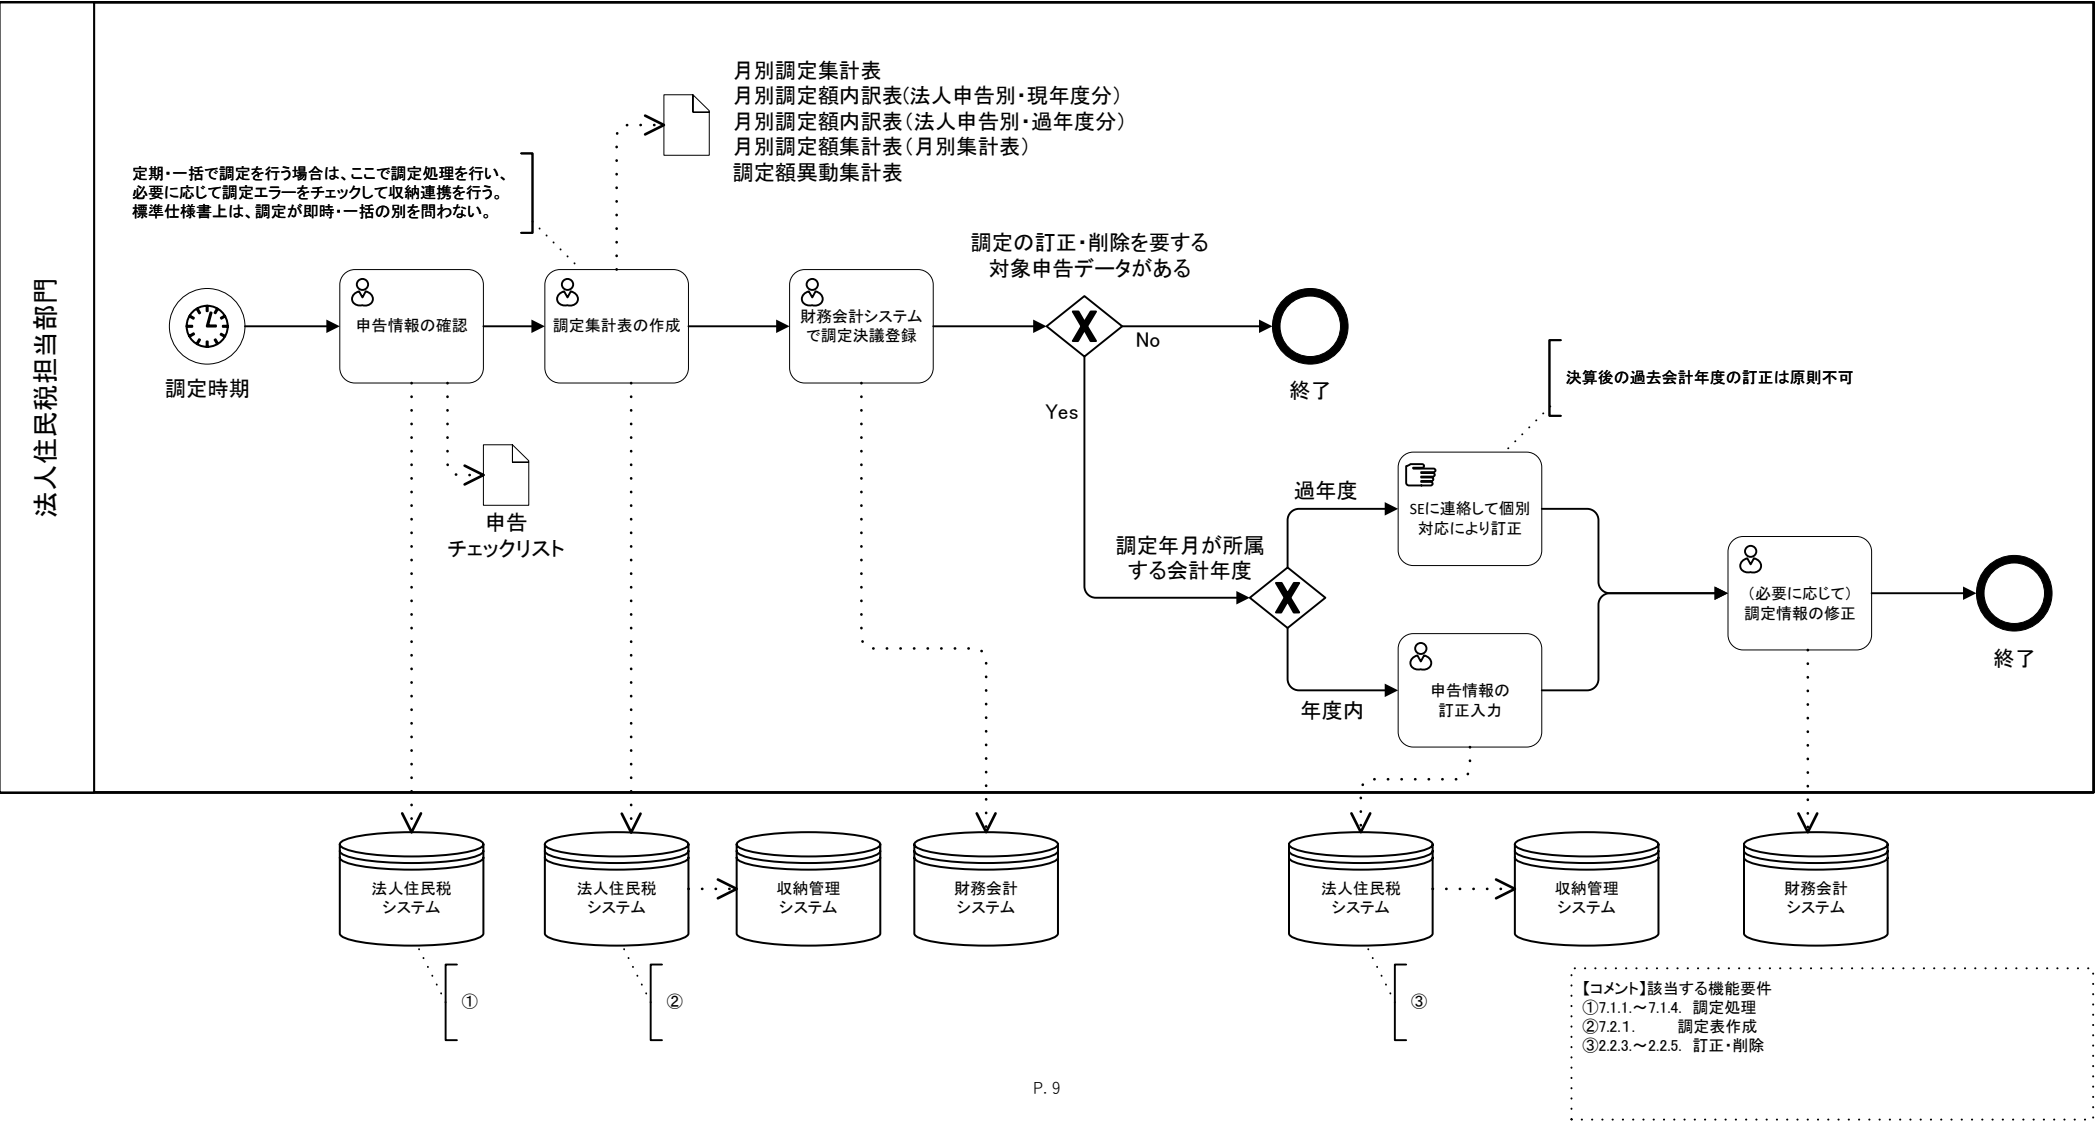 法人住民税担当部門
月別調定集計表
月別調定額内訳表(法人申告別・現年度分)
月別調定額内訳表(法人申告別・過年度分)
月別調定額集計表(月別集計表)
調定額異動集計表
定期・一括で調定を行う場合は、ここで調定処理を行い、
必要に応じて調定エラーをチェックして収納連携を行う。
標準仕様書上は、調定が即時・一括の別を問わない。
調定時期
申告情報の確認
調定集計表の作成
財務会計システム
で調定決議登録
調定の訂正・削除を要する
対象申告データがある
No
終了
Yes
決算後の過去会計年度の訂正は原則不可
申告
チェックリスト
調定年月が所属
する会計年度
過年度
SEに連絡して個別
対応により訂正
年度内
申告情報の
訂正入力
(必要に応じて)
調定情報の修正
終了
法人住民税
システム
法人住民税
システム
収納管理
システム
財務会計
システム
法人住民税
システム
収納管理
システム
財務会計
システム
①
②
③
【コメント】該当する機能要件
①7.1.1.～7.1.4. 調定処理
②7.2.1. 調定表作成
③2.2.3.～2.2.5. 訂正・削除
P. 9